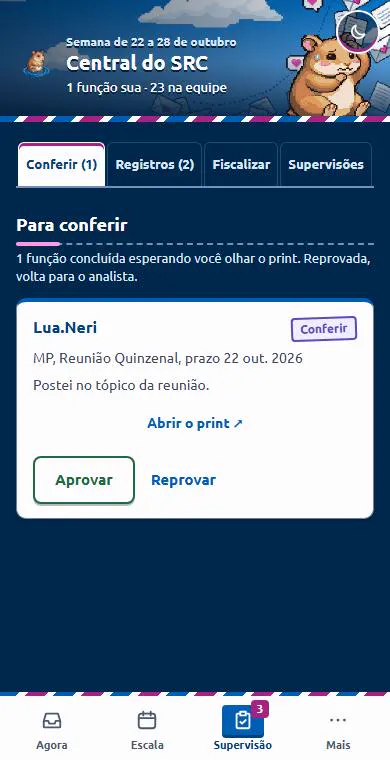 Semana de 22 a 28 de outubro
Central do SRC
1 função sua · 23 na equipe
Conferir (1)
Registros (2)
Fiscalizar
Supervisões
Para conferir
1 função concluída esperando você olhar o print. Reprovada,
volta para o analista.
Lua.Neri
Conferir
MP, Reunião Quinzenal, prazo 22 out. 2026
Postei no tópico da reunião.
Abrir o print ↗
Aprovar
Reprovar
3
Agora
Escala
Supervisão
Mais